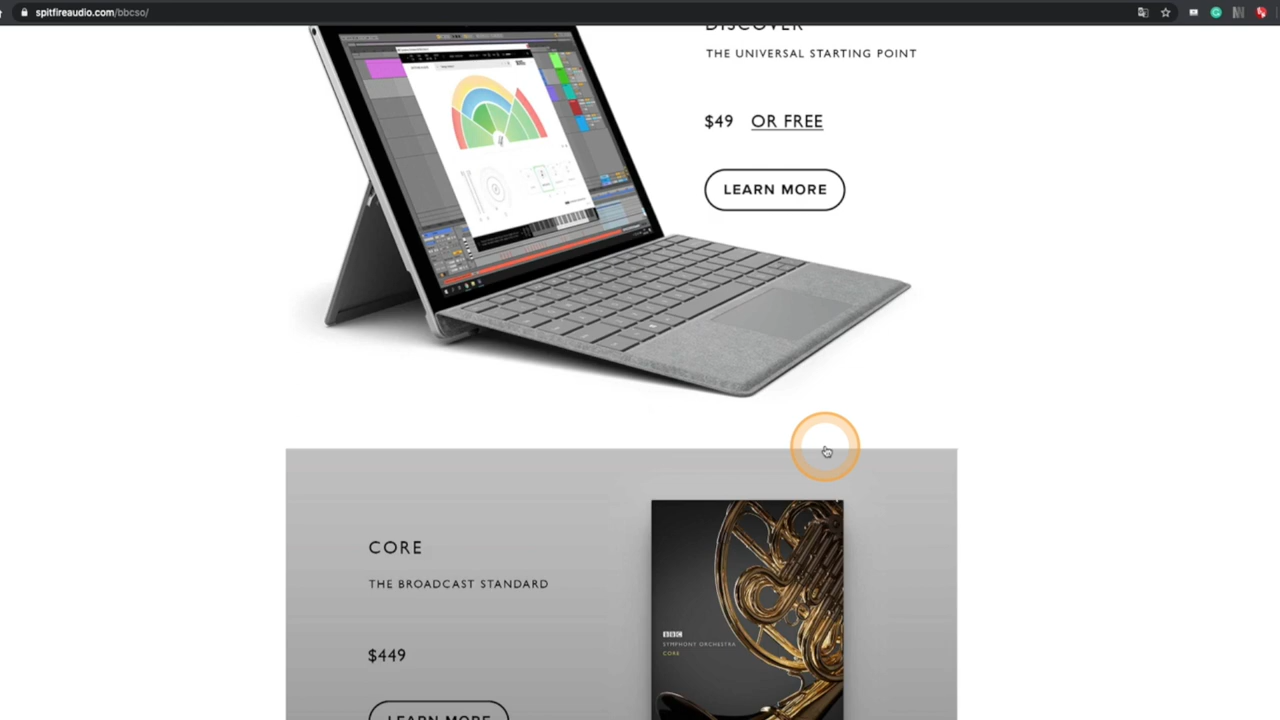 spitfireaudio.com/bbcso/
DISCOVER
THE UNIVERSAL STARTING POINT
$49 OR FREE
LEARN MORE
CORE
THE BROADCAST STANDARD
$449
LEARN MORE
BBC
SYMPHONY ORCHESTRA
CORE